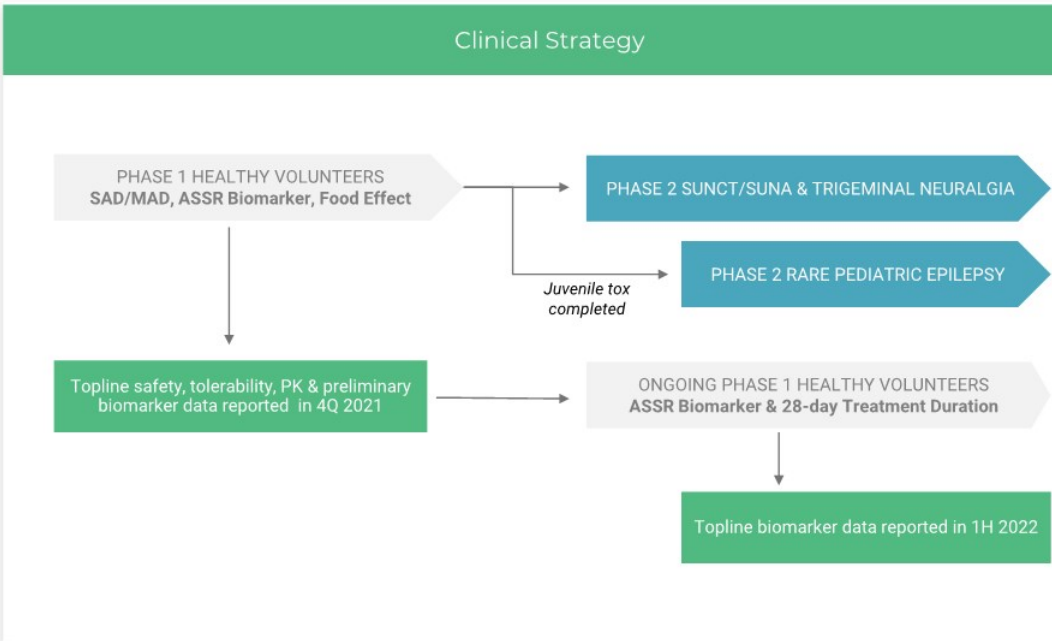 Clinical Strategy
PHASE 1 HEALTHY VOLUNTEERS
SAD/MAD, ASSR Biomarker, Food Effect
PHASE 2 SUNCT/SUNA & TRIGEMINAL NEURALGIA
PHASE 2 RARE PEDIATRIC EPILEPSY
Juvenile tox
completed
Topline safety, tolerability, PK & preliminary
biomarker data reported in 4Q 2021
ONGOING PHASE 1 HEALTHY VOLUNTEERS
ASSR Biomarker & 28-day Treatment Duration
Topline biomarker data reported in 1H 2022